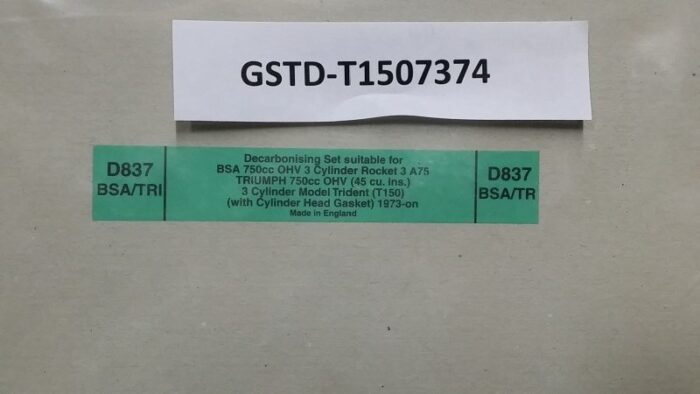 GSTD-T1507374
D837
BSA/TRI
Decarbonising Set suitable for
BSA 750cc OHV 3 Cylinder Rocket 3 A75
TRIUMPH 750cc OHV (45 cu. ins.)
3 Cylinder Model Trident (T150)
(with Cylinder Head Gasket) 1973-on
Made in England
D837
BSA/TR